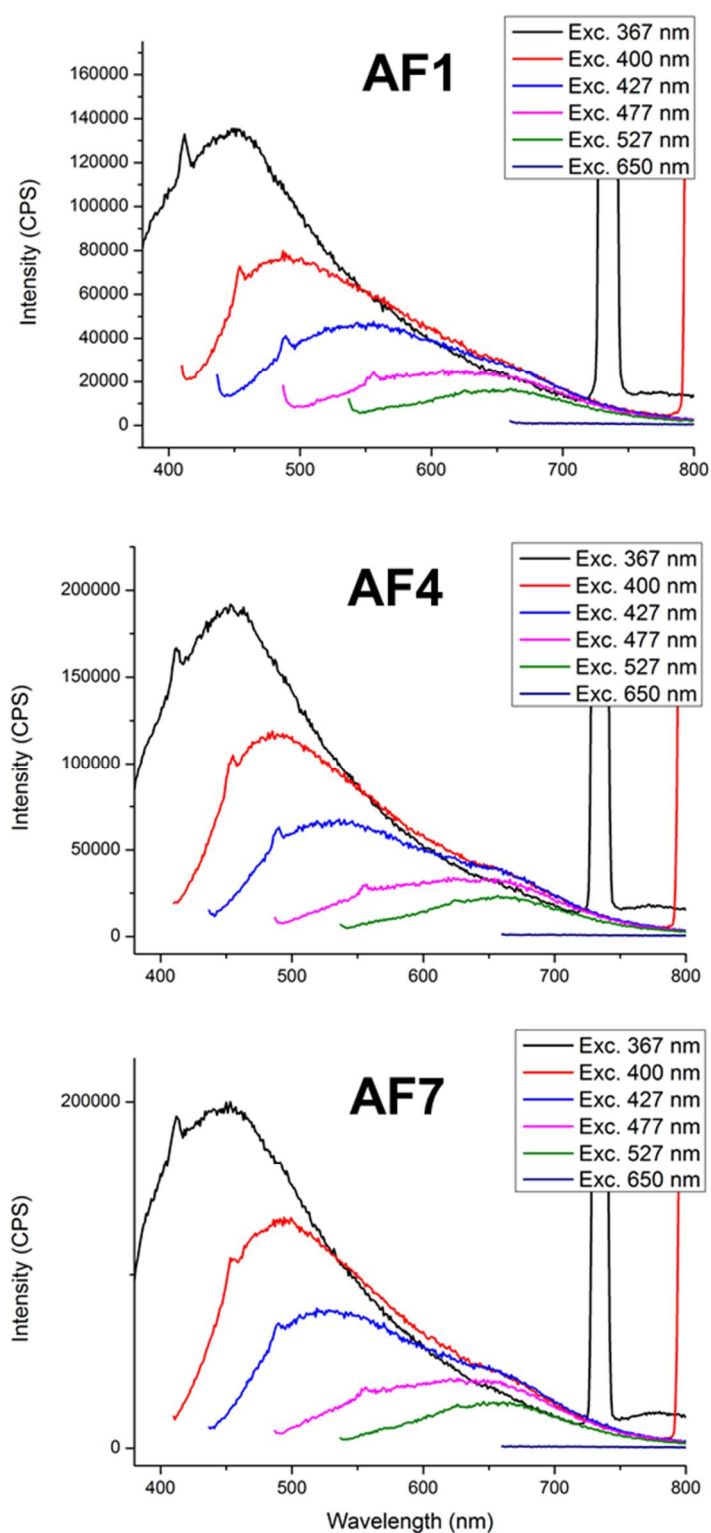 AF1
Exc. 367 nm
Exc. 400 nm
Exc. 427 nm
Exc. 477 nm
Exc. 527 nm
Exc. 650 nm
Intensity (CPS)
160000
140000
120000
100000
80000
60000
40000
20000
0
400 500 600 700 800
AF4
Exc. 367 nm
Exc. 400 nm
Exc. 427 nm
Exc. 477 nm
Exc. 527 nm
Exc. 650 nm
Intensity (CPS)
200000
150000
100000
50000
0
400 500 600 700 800
AF7
Exc. 367 nm
Exc. 400 nm
Exc. 427 nm
Exc. 477 nm
Exc. 527 nm
Exc. 650 nm
Intensity (CPS)
200000
0
400 500 600 700 800
Wavelength (nm)